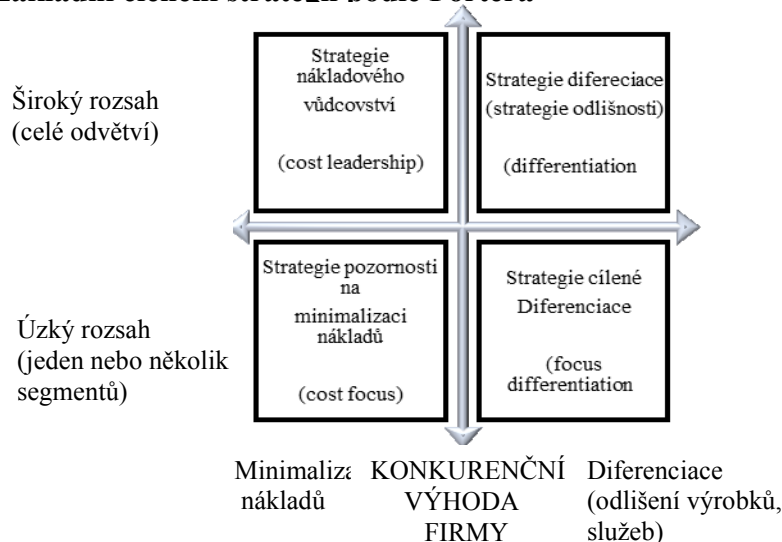 Široký rozsah
(celé odvětví)
Strategie
nákladového
vůdcovství
(cost leadership)
Strategie difereciace
(strategie odlišnosti)
(differentiation
Úzký rozsah
(jeden nebo několik
segmentů)
Strategie pozornosti
na
minimalizaci
nákladů
(cost focus)
Strategie cílené
Diferenciace
(focus
differentiation
Minimaliza
nákladů
KONKURENČNÍ
VÝHODA
FIRMY
Diferenciace
(odlišení výrobků,
služeb)